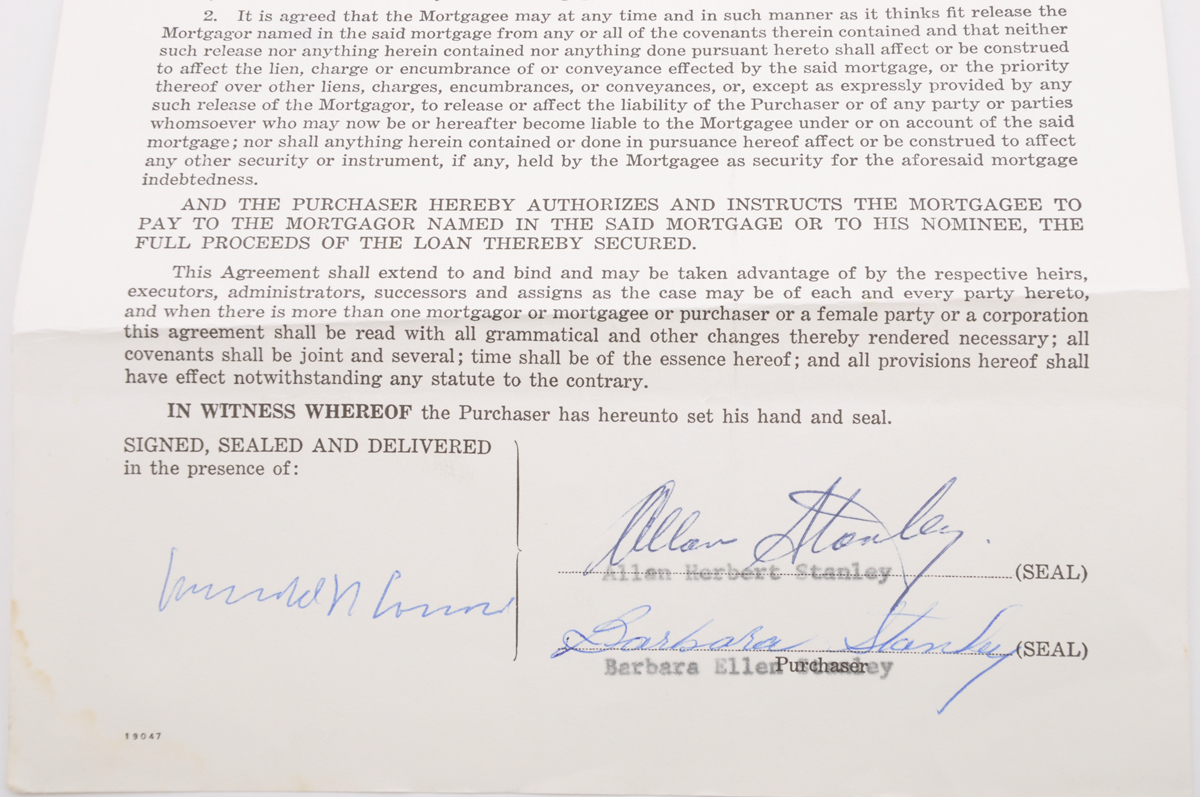 2. It is agreed that the Mortgagee may at any time and in such manner as it thinks fit release the
Mortgagor named in the said mortgage from any or all of the covenants therein contained and that neither
such release nor anything herein contained nor anything done pursuant hereto shall affect or be construed
to affect the lien, charge or encumbrance of or conveyance effected by the said mortgage, or the priority
thereof over other liens, charges, encumbrances, or conveyances, or, except as expressly provided by any
such release of the Mortgagor, to release or affect the liability of the Purchaser or of any party or parties
whomsoever who may now be or hereafter become liable to the Mortgagee under or on account of the said
mortgage; nor shall anything herein contained or done in pursuance hereof affect or be construed to affect
any other security or instrument, if any, held by the Mortgagee as security for the aforesaid mortgage
indebtedness.
AND THE PURCHASER HEREBY AUTHORIZES AND INSTRUCTS THE MORTGAGEE TO
PAY TO THE MORTGAGOR NAMED IN THE SAID MORTGAGE OR TO HIS NOMINEE, THE
FULL PROCEEDS OF THE LOAN THEREBY SECURED.
This Agreement shall extend to and bind and may be taken advantage of by the respective heirs,
executors, administrators, successors and assigns as the case may be of each and every party hereto,
and when there is more than one mortgagor or mortgagee or purchaser or a female party or a corporation
this agreement shall be read with all grammatical and other changes thereby rendered necessary; all
covenants shall be joint and several; time shall be of the essence hereof; and all provisions hereof shall
have effect notwithstanding any statute to the contrary.
IN WITNESS WHEREOF the Purchaser has hereunto set his hand and seal.
SIGNED, SEALED AND DELIVERED
in the presence of:
Allan Stanley.
Allan Herbert Stanley (SEAL)
Barbara Stanley (SEAL)
Barbara Ellen Stanley
Purchaser
19047